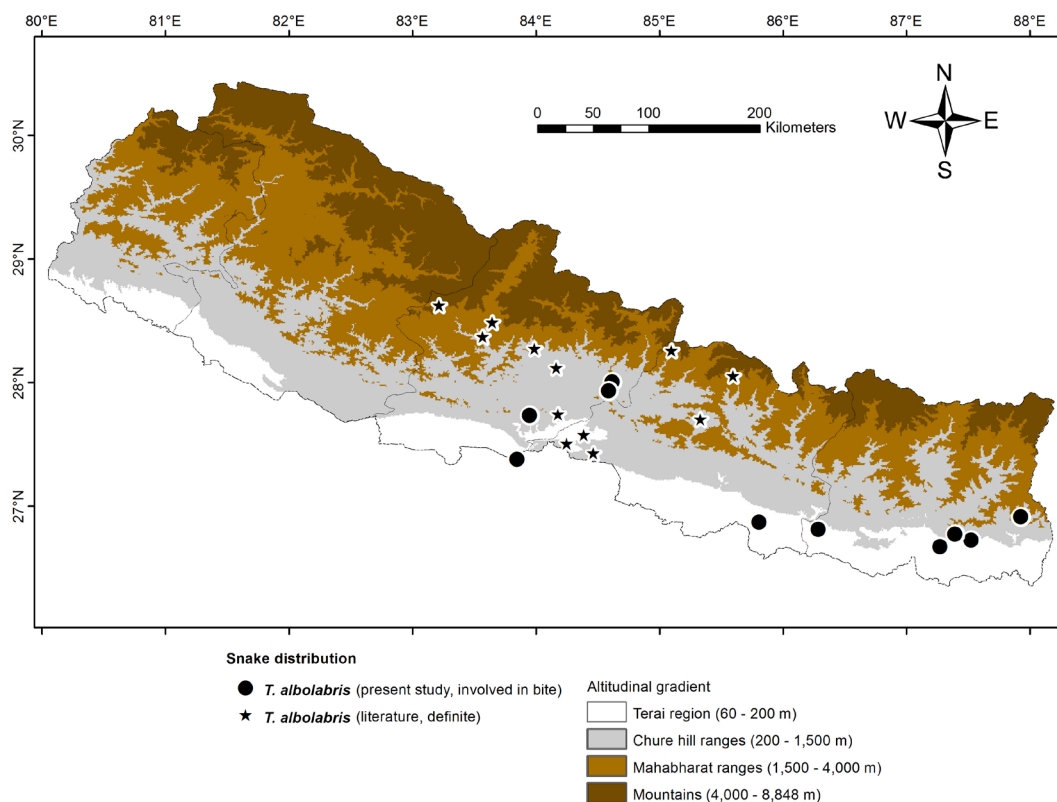 80°E 81°E 82°E 83°E 84°E 85°E 86°E 87°E 88°E
30°N
29°N
28°N
27°N
0 50 100 200
Kilometers
N
W E
S
Snake distribution
T. albolabris (present study, involved in bite)
T. albolabris (literature, definite)
Altitudinal gradient
Terai region (60 - 200 m)
Chure hill ranges (200 - 1,500 m)
Mahabharat ranges (1,500 - 4,000 m)
Mountains (4,000 - 8,848 m)